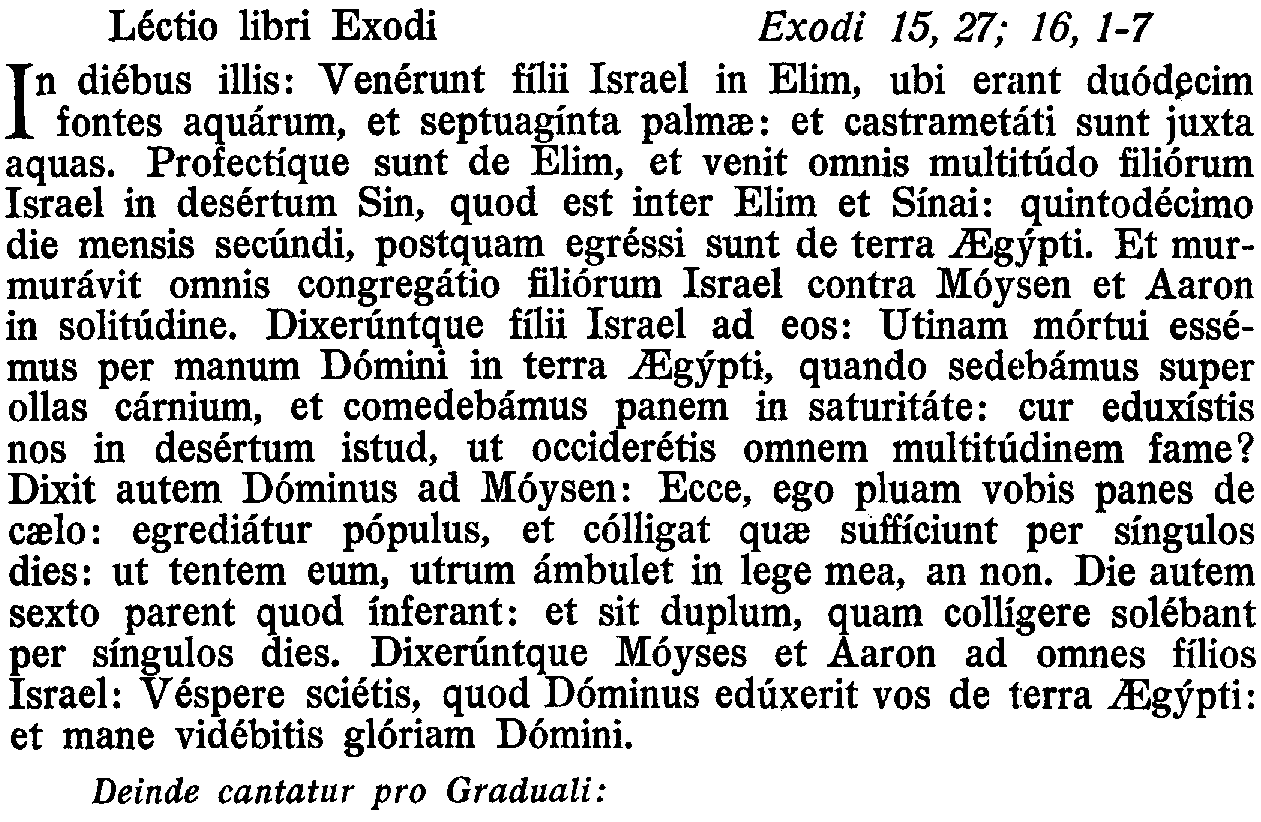 Léctio libri Exodi Exodi 15, 27; 16, 1-7
In diébus illis: Venérunt fílii Israel in Elim, ubi erant duódecim
fontes aquárum, et septuagínta palmæ: et castrametáti sunt juxta
aquas. Profectíque sunt de Elim, et venit omnis multitúdo filiórum
Israel in desértum Sin, quod est inter Elim et Sínai: quintodécimo
die mensis secúndi, postquam egréssi sunt de terra Ægýpti. Et mur-
murávit omnis congregátio filiórum Israel contra Móysen et Aaron
in solitúdine. Dixerúntque fílii Israel ad eos: Utinam mórtui essé-
mus per manum Dómini in terra Ægýpti, quando sedebámus super
ollas cárnium, et comedebámus panem in saturitáte: cur eduxístis
nos in desértum istud, ut occiderétis omnem multitúdinem fame?
Dixit autem Dóminus ad Móysen: Ecce, ego pluam vobis panes de
cælo: egrediátur pópulus, et cólligat quæ suffíciunt per síngulos
dies: ut tentem eum, utrum ámbulet in lege mea, an non. Die autem
sexto parent quod ínferant: et sit duplum, quam collígere solébant
per síngulos dies. Dixerúntque Móyses et Aaron ad omnes fílios
Israel: Véspere sciétis, quod Dóminus edúxerit vos de terra Ægýpti:
et mane vidébitis glóriam Dómini.
Deinde cantatur pro Graduali: